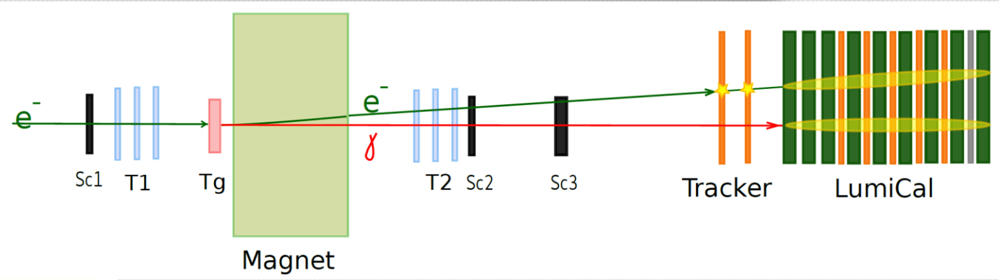 e⁻
e⁻
γ
Sc1
T1
Tg
T2
Sc2
Sc3
Tracker
LumiCal
Magnet